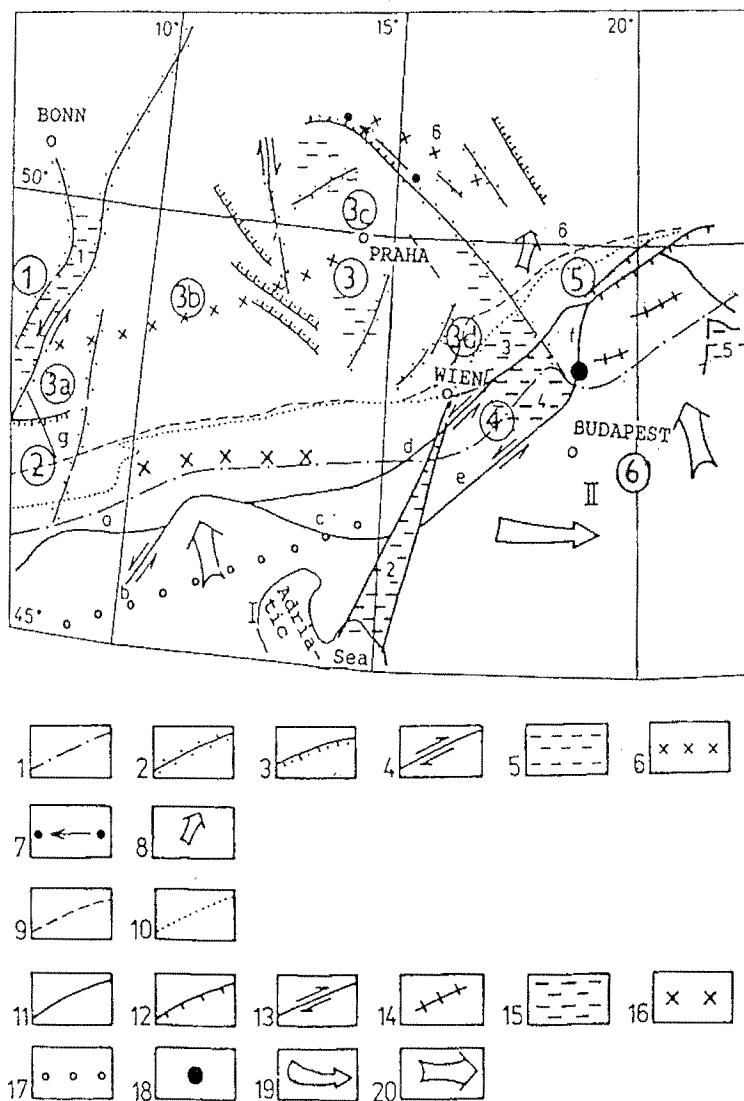 10° 15° 20°
BONN
6
50°
3c
PRAHA
6
1
1
3
5
3b
3d
3
f
5
3a
WIEN
4
4
2
g
d
BUDAPEST
e
II
6
a
c
2
b
I
Adria-
tic
45°
Sea
1 2 3 4 5 6
7 8
9 10
11 12 13 14 15 16
17 18 19 20